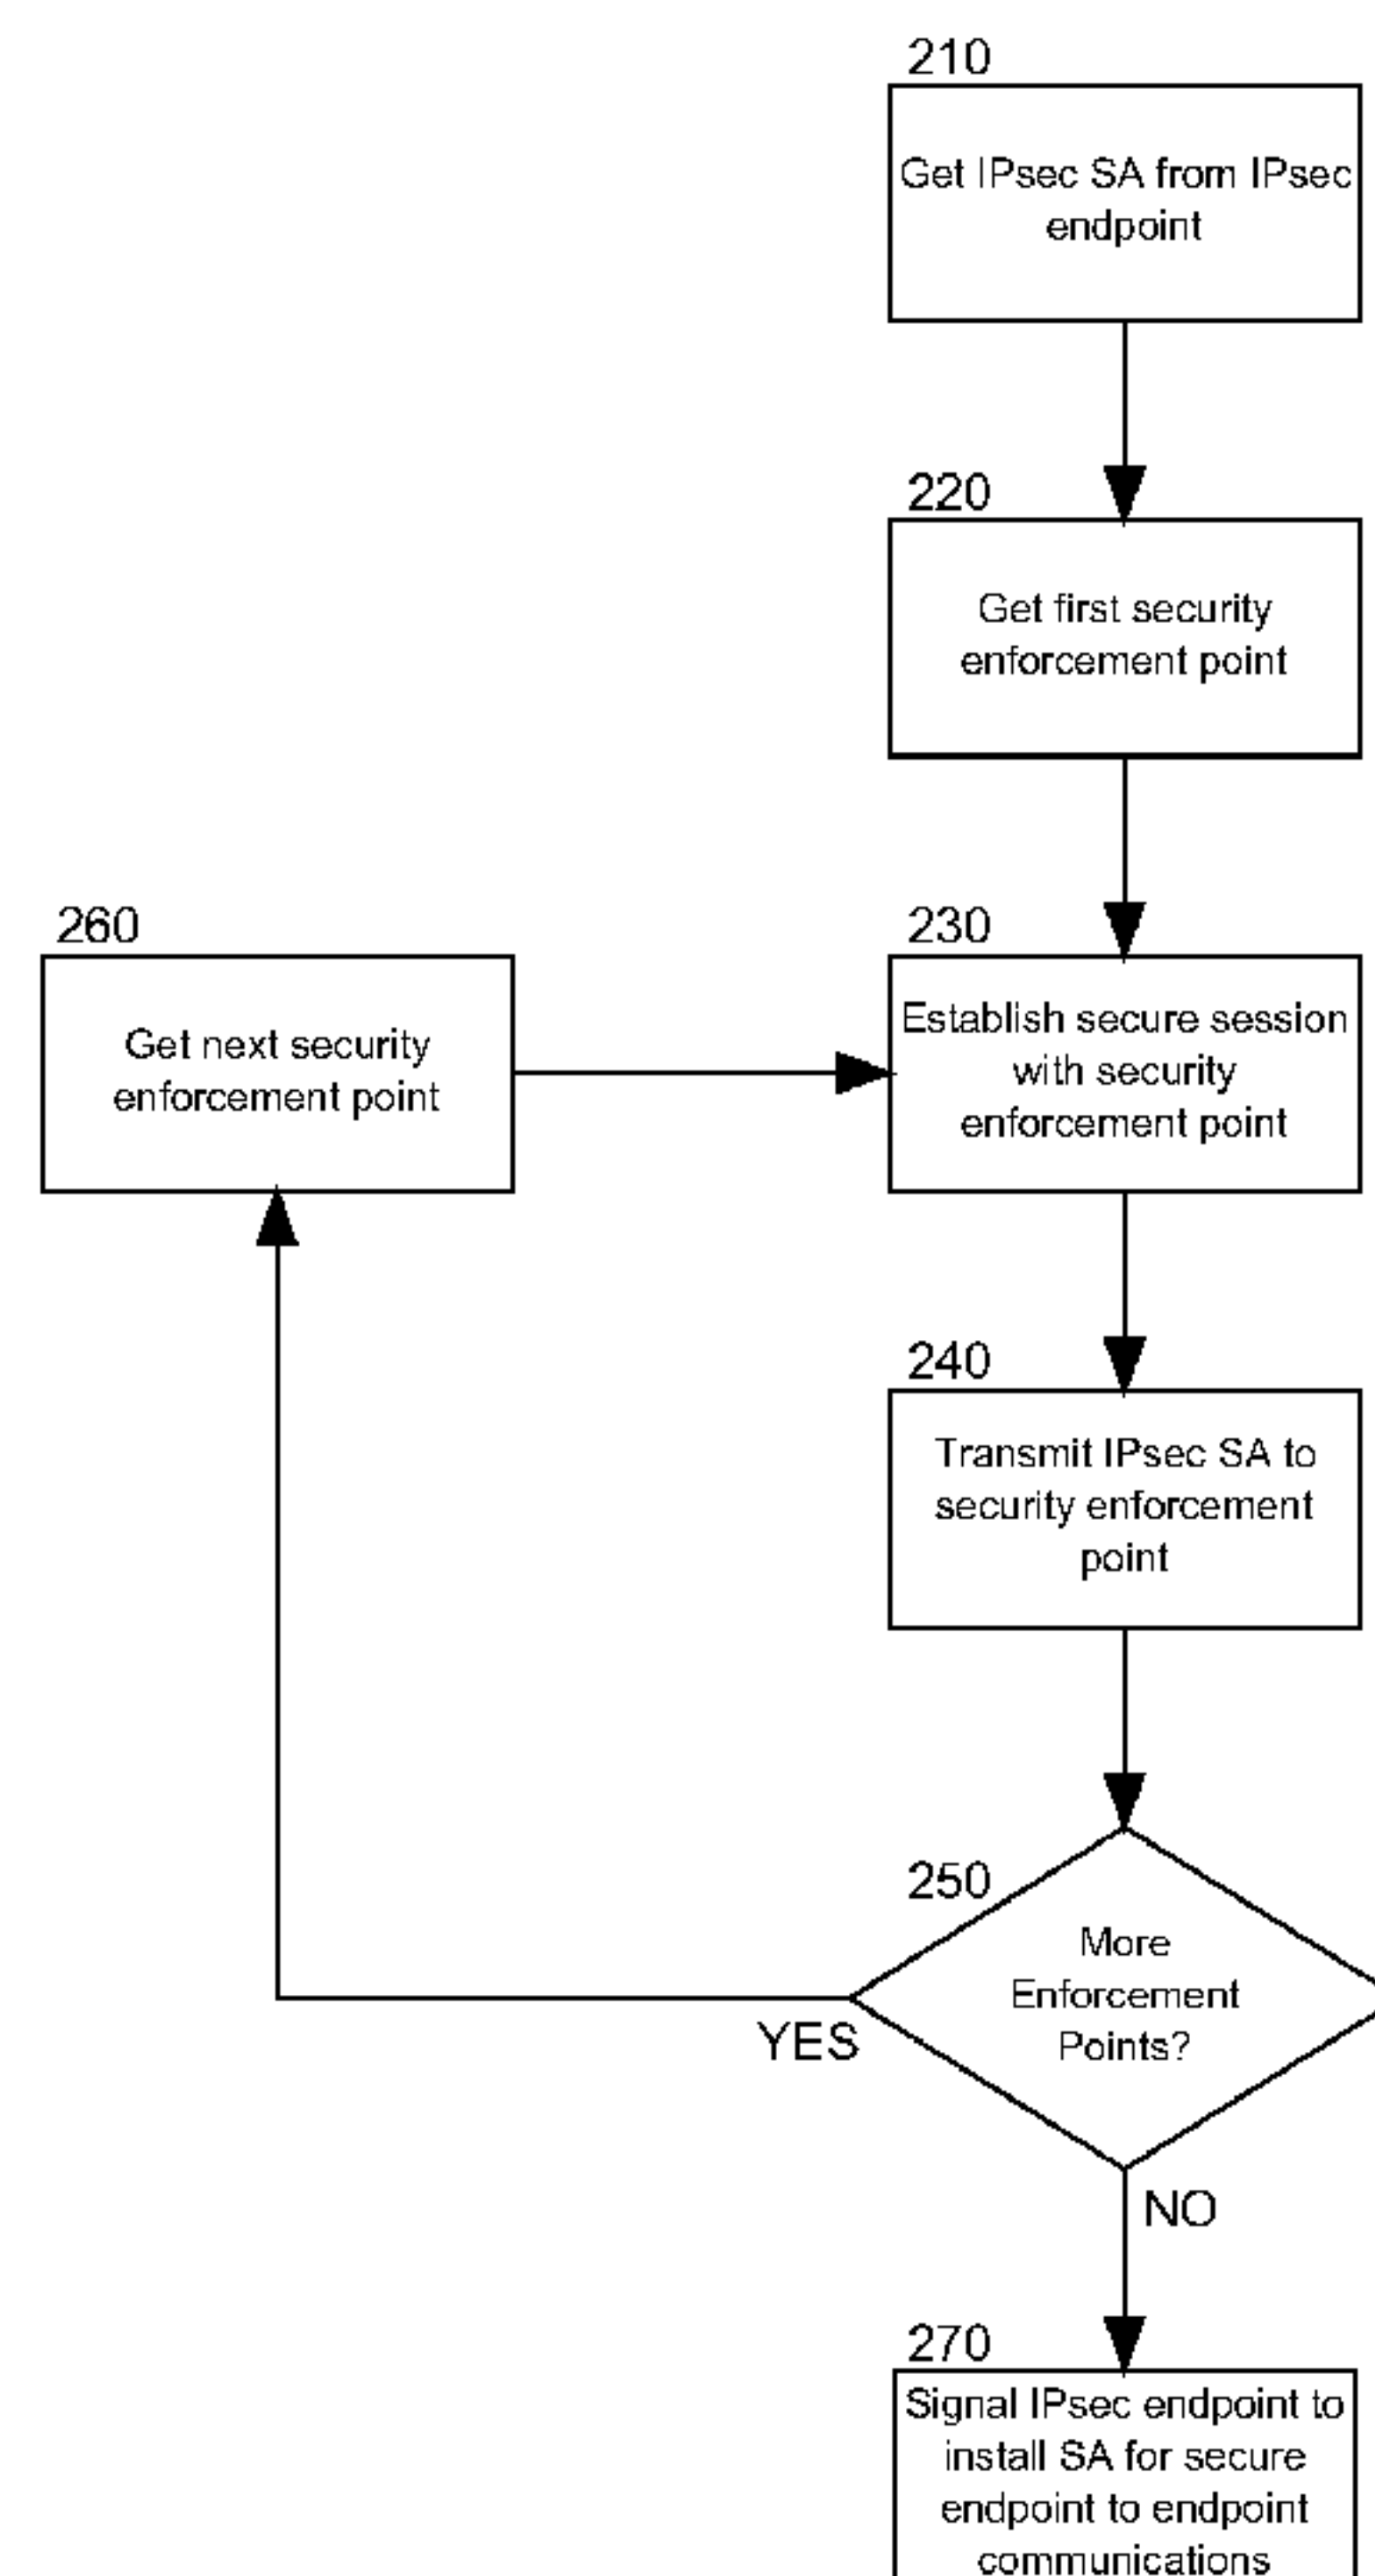 210
Get IPsec SA from IPsec
endpoint
220
Get first security
enforcement point
260
Get next security
enforcement point
230
Establish secure session
with security
enforcement point
240
Transmit IPsec SA to
security enforcement
point
250
More
Enforcement
Points?
YES
NO
270
Signal IPsec endpoint to
install SA for secure
endpoint to endpoint
communications